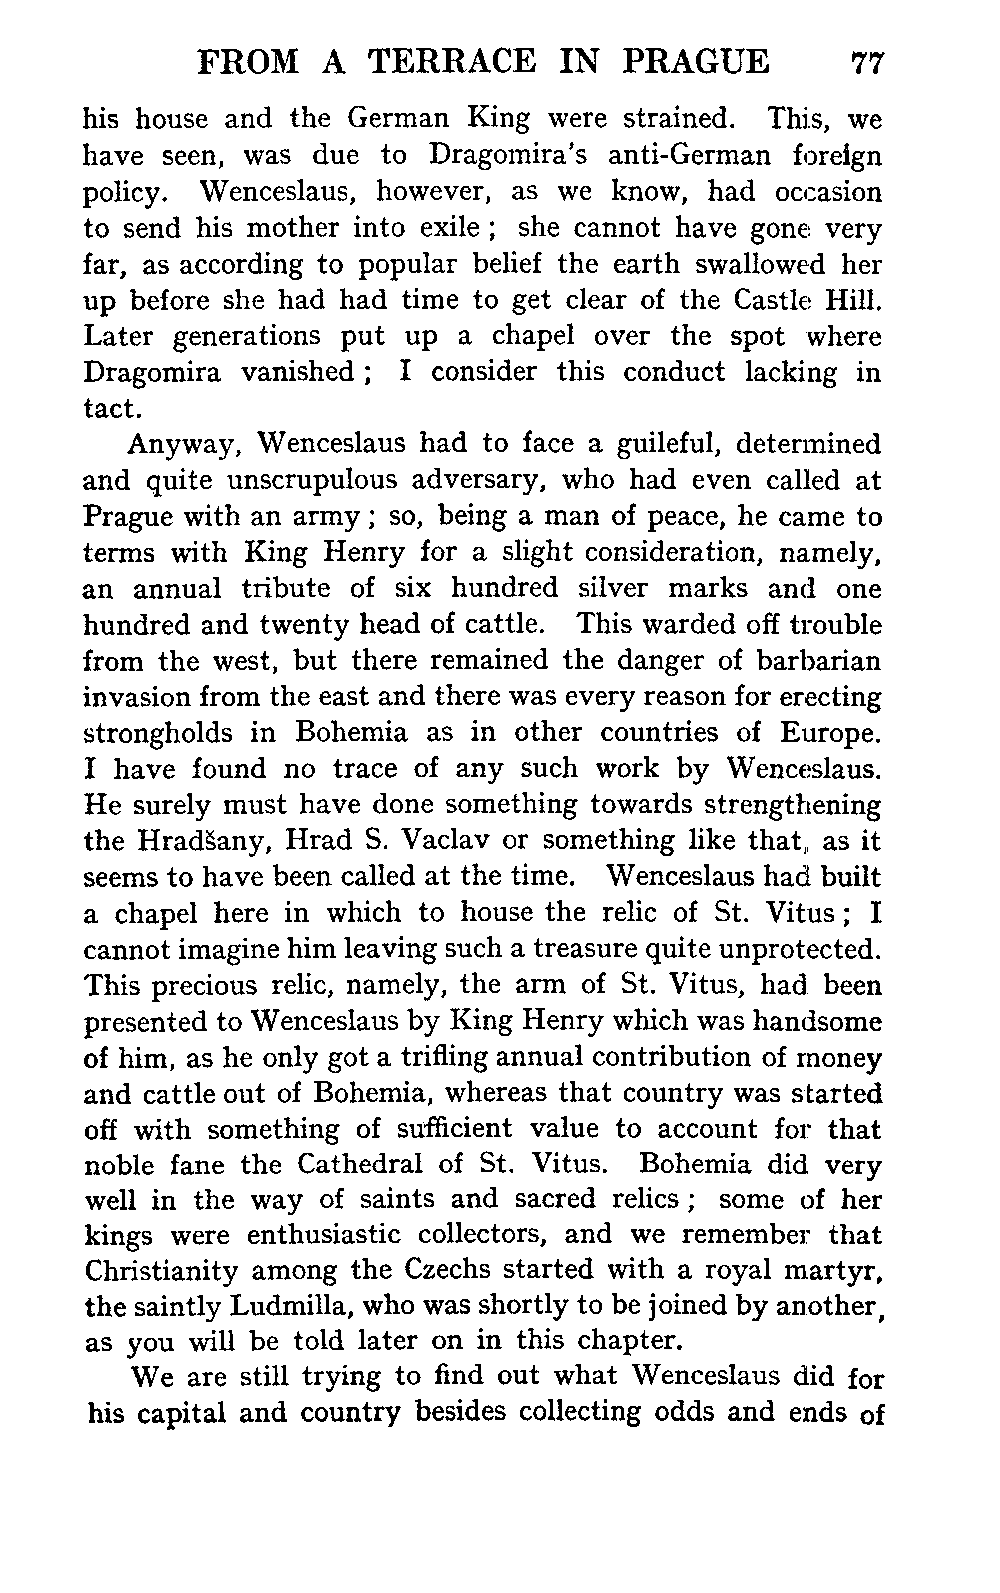 FROM A TERRACE IN PRAGUE 77
his house and the German King were strained. This, we
have seen, was due to Dragomira's anti-German foreign
policy. Wenceslaus, however, as we know, had occasion
to send his mother into exile ; she cannot have gone very
far, as according to popular belief the earth swallowed her
up before she had had time to get clear of the Castle Hill.
Later generations put up a chapel over the spot where
Dragomira vanished ; I consider this conduct lacking in
tact.
Anyway, Wenceslaus had to face a guileful, determined
and quite unscrupulous adversary, who had even called at
Prague with an army ; so, being a man of peace, he came to
terms with King Henry for a slight consideration, namely,
an annual tribute of six hundred silver marks and one
hundred and twenty head of cattle. This warded off trouble
from the west, but there remained the danger of barbarian
invasion from the east and there was every reason for erecting
strongholds in Bohemia as in other countries of Europe.
I have found no trace of any such work by Wenceslaus.
He surely must have done something towards strengthening
the Hradšany, Hrad S. Vaclav or something like that, as it
seems to have been called at the time. Wenceslaus had built
a chapel here in which to house the relic of St. Vitus ; I
cannot imagine him leaving such a treasure quite unprotected.
This precious relic, namely, the arm of St. Vitus, had been
presented to Wenceslaus by King Henry which was handsome
of him, as he only got a trifling annual contribution of money
and cattle out of Bohemia, whereas that country was started
off with something of sufficient value to account for that
noble fane the Cathedral of St. Vitus. Bohemia did very
well in the way of saints and sacred relics ; some of her
kings were enthusiastic collectors, and we remember that
Christianity among the Czechs started with a royal martyr,
the saintly Ludmilla, who was shortly to be joined by another,
as you will be told later on in this chapter.
We are still trying to find out what Wenceslaus did for
his capital and country besides collecting odds and ends of